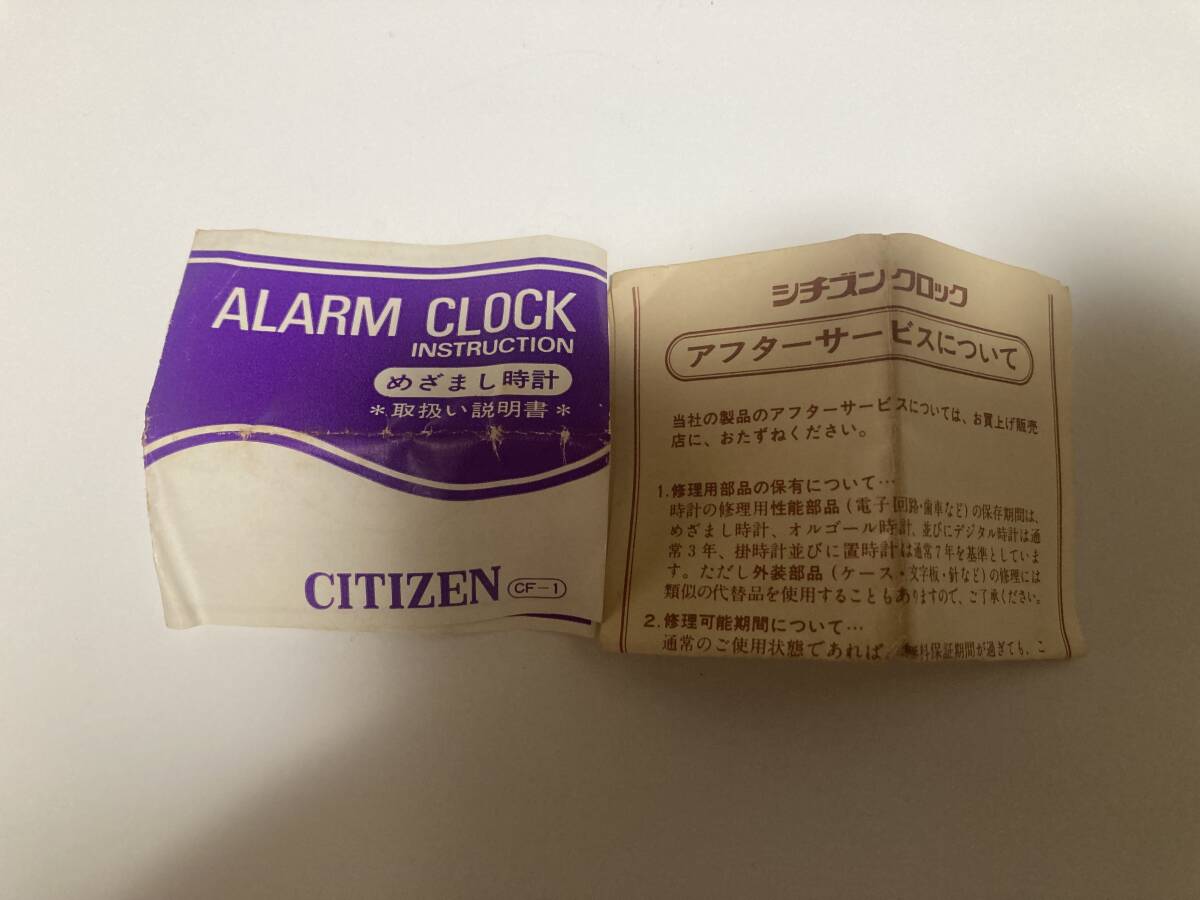 ALARM CLOCK
INSTRUCTION
めざまし時計
＊取扱い説明書＊
CITIZEN
CF-1
シチズン クロック
アフターサービスについて
当社の製品のアフターサービスについては、お買上げ販売
店に、おたずねください。
1.修理用部品の保有について…
時計の修理用性能部品（電子回路・歯車など）の保存期間は、
めざまし時計、オルゴール時計、並びにデジタル時計は通
常3年、掛時計並びに置時計は通常7年を基準としていま
す。ただし外装部品（ケース・文字板・針など）の修理には
類似の代替品を使用することもありますので、ご了承ください。
2.修理可能期間について…
通常のご使用状態であれば、無料保証期間が過ぎても、こ